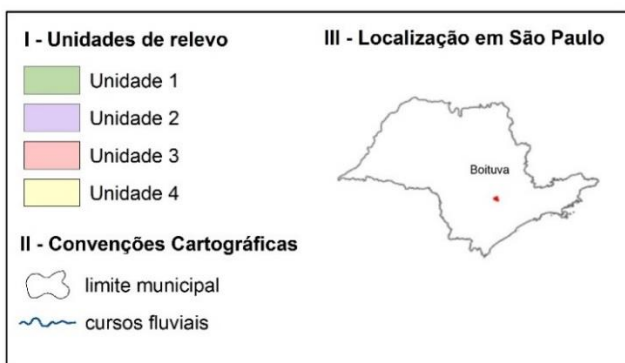 I - Unidades de relevo
Unidade 1
Unidade 2
Unidade 3
Unidade 4
II - Convenções Cartográficas
limite municipal
cursos fluviais
III - Localização em São Paulo
Boituva